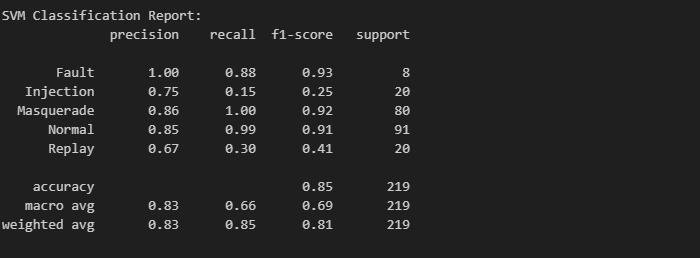 SVM Classification Report:
precision recall f1-score support
Fault 1.00 0.88 0.93 8
Injection 0.75 0.15 0.25 20
Masquerade 0.86 1.00 0.92 80
Normal 0.85 0.99 0.91 91
Replay 0.67 0.30 0.41 20
accuracy 0.85 219
macro avg 0.83 0.66 0.69 219
weighted avg 0.83 0.85 0.81 219